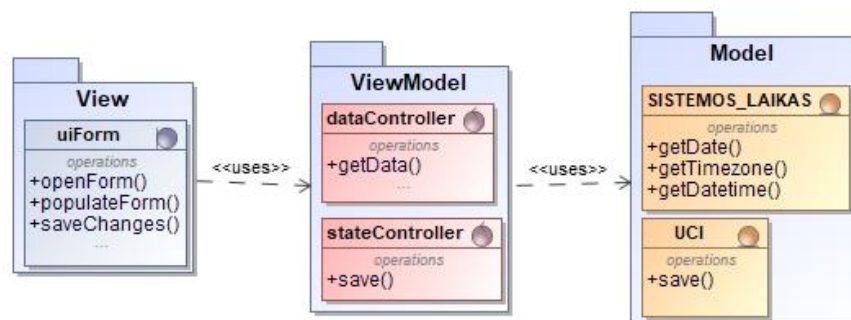 View
uiForm
operations
+openForm()
+populateForm()
+saveChanges()
...
<<uses>>
ViewModel
dataController
operations
+getData()
...
stateController
operations
+save()
<<uses>>
Model
SISTEMOS_LAIKAS
operations
+getDate()
+getTimezone()
+getDatetime()
UCI
operations
+save()